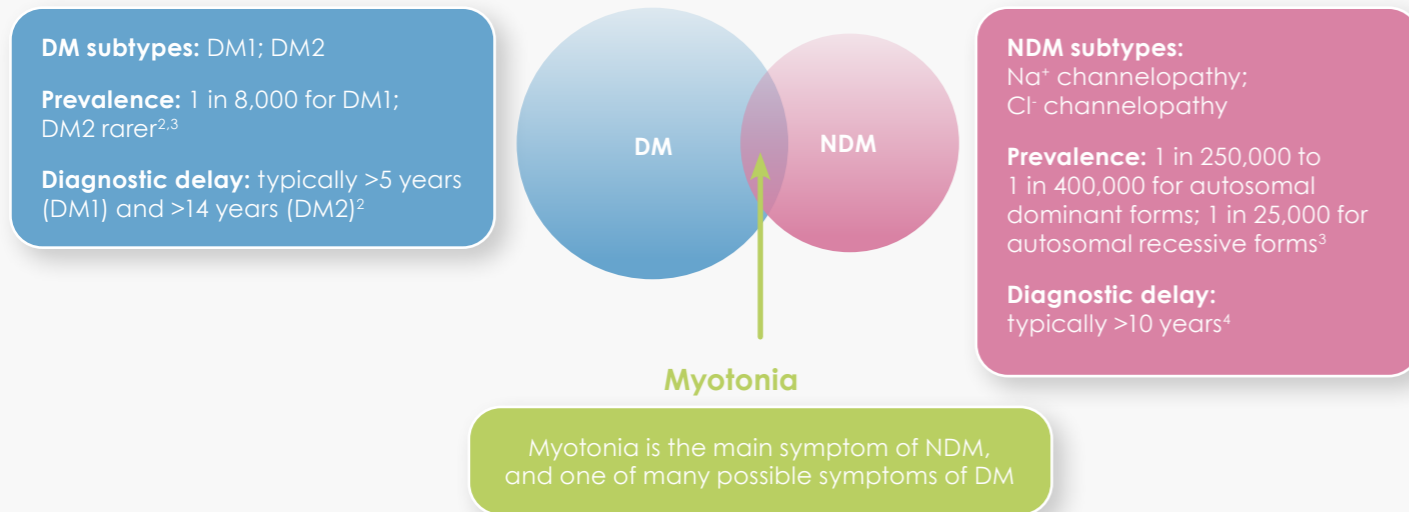 DM subtypes: DM1; DM2
Prevalence: 1 in 8,000 for DM1;
DM2 rarer2,3
Diagnostic delay: typically >5 years
(DM1) and >14 years (DM2)2
DM
NDM
NDM subtypes:
Na+ channelopathy;
Cl- channelopathy
Prevalence: 1 in 250,000 to
1 in 400,000 for autosomal
dominant forms; 1 in 25,000 for
autosomal recessive forms3
Diagnostic delay:
typically >10 years4
Myotonia
Myotonia is the main symptom of NDM,
and one of many possible symptoms of DM